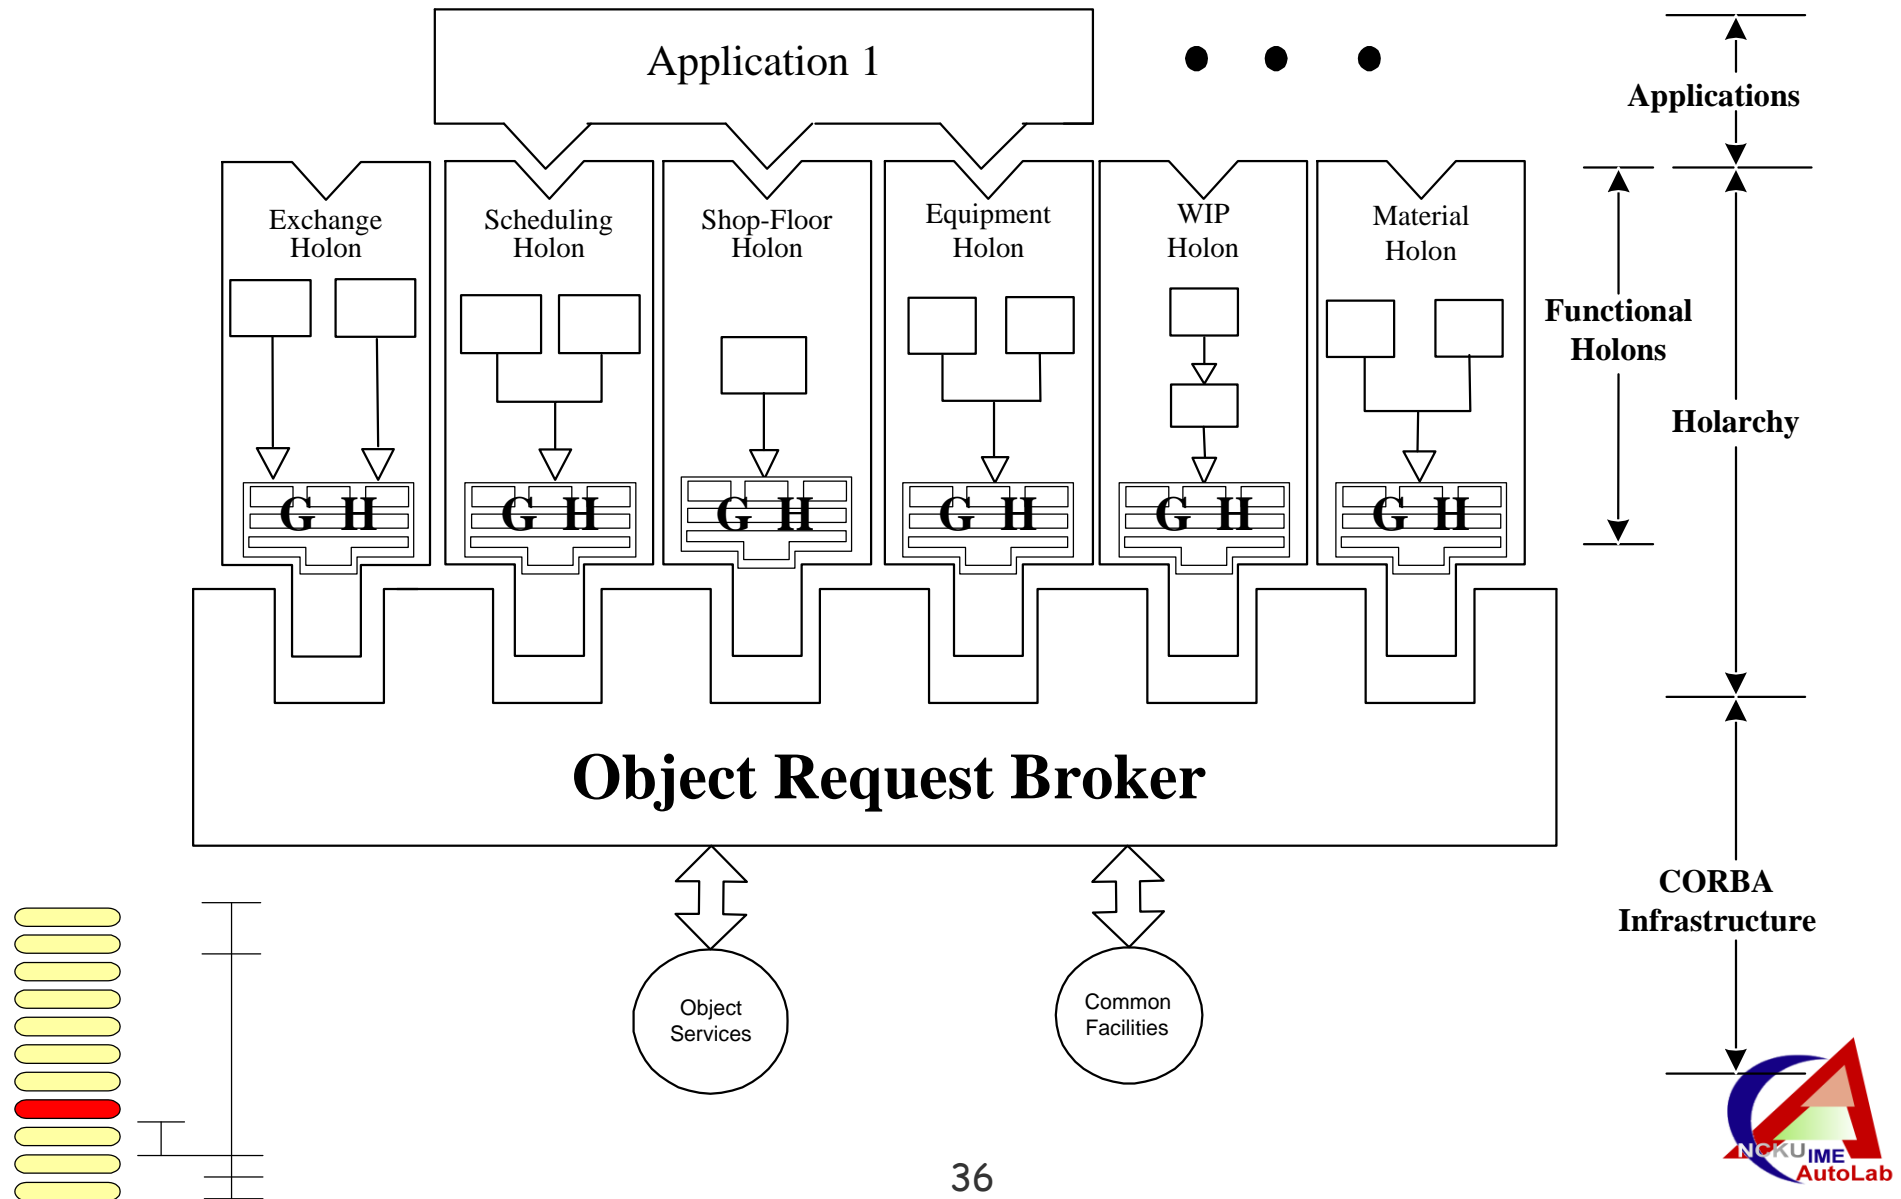 Application 1
Applications
Exchange
Holon
Scheduling
Holon
Shop-Floor
Holon
Equipment
Holon
WIP
Holon
Material
Holon
Functional
Holons
Holarchy
G H
G H
G H
G H
G H
G H
Object Request Broker
CORBA
Infrastructure
Object
Services
Common
Facilities
36
NCKU IME
AutoLab